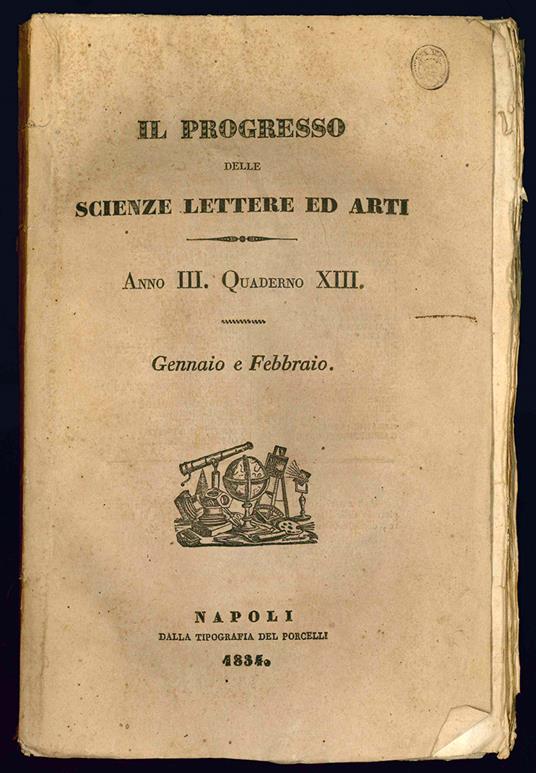 IL PROGRESSO
DELLE
SCIENZE LETTERE ED ARTI
ANNO III. QUADERNO XIII.
Gennaio e Febbraio.
NAPOLI
DALLA TIPOGRAFIA DEL PORCELLI
1834.